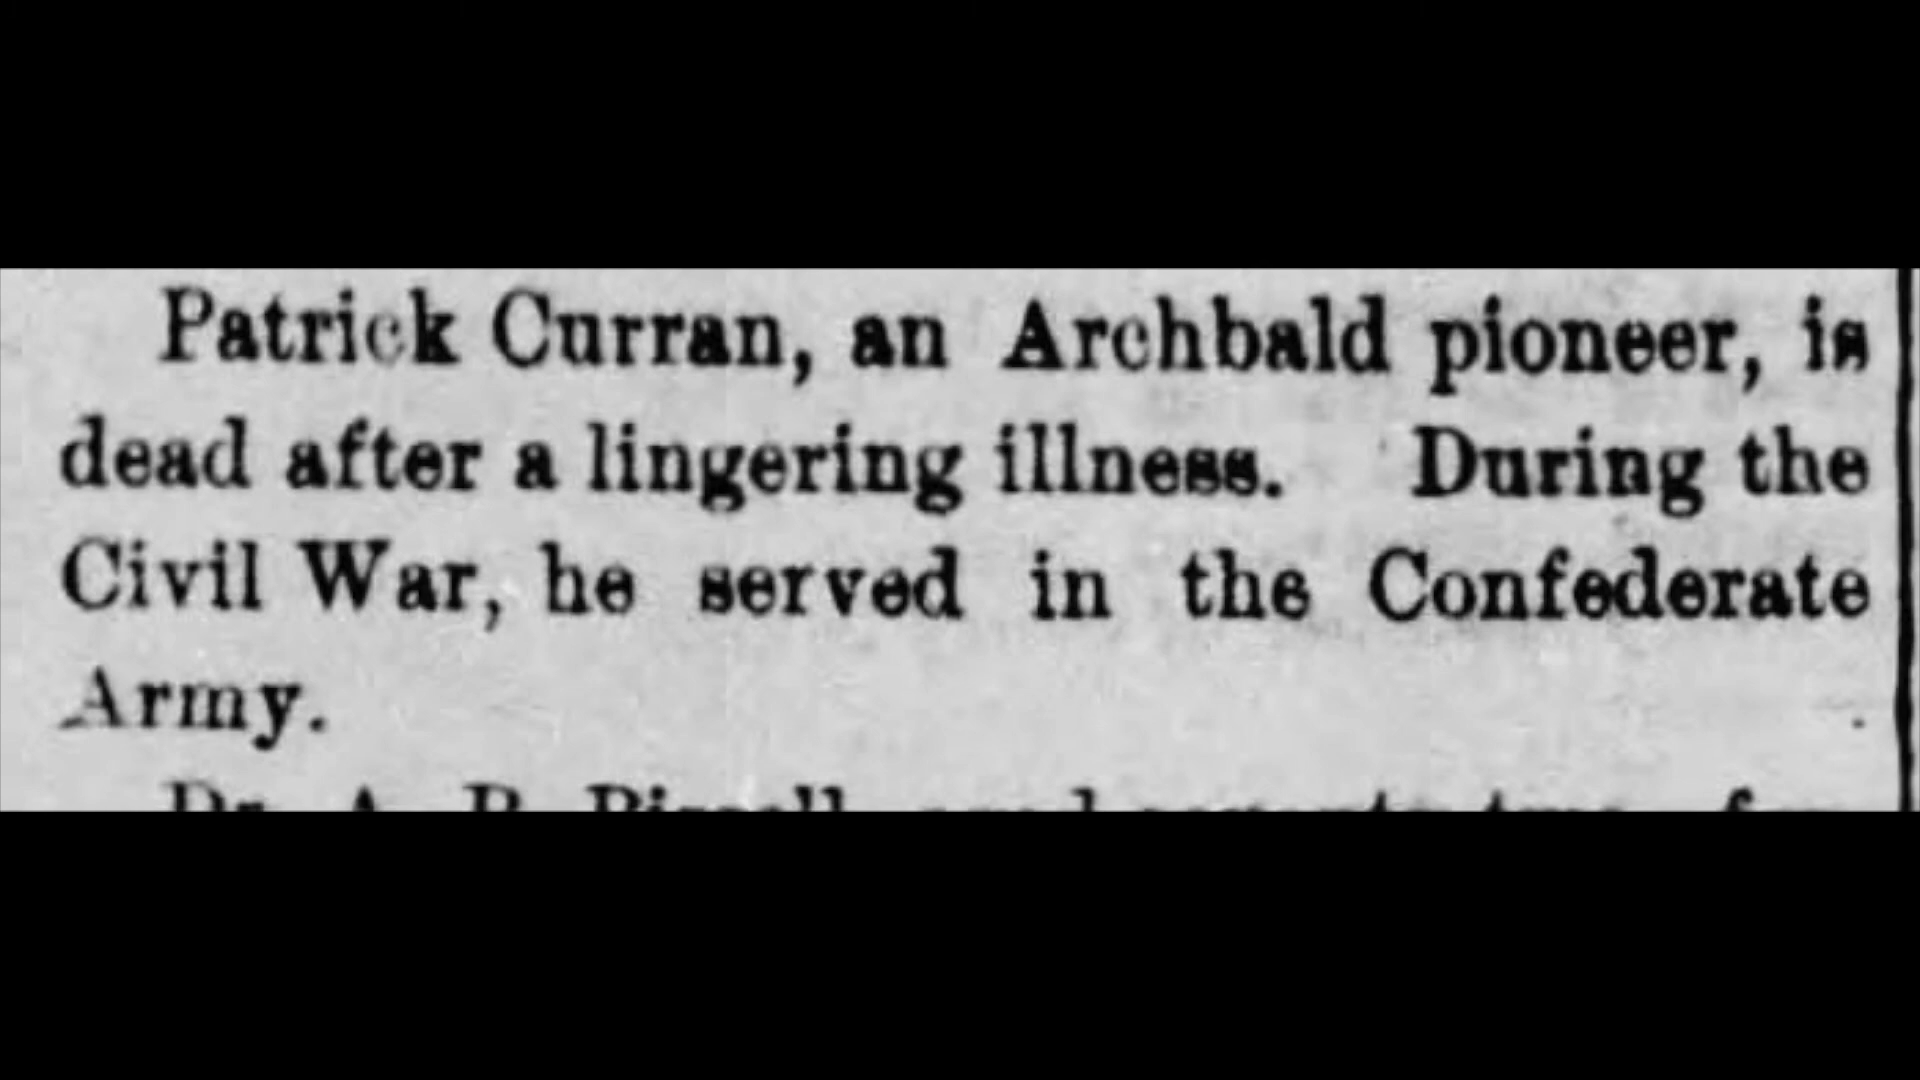 Patrick Curran, an Archbald pioneer, is
dead after a lingering illness. During the
Civil War, he served in the Confederate
Army.